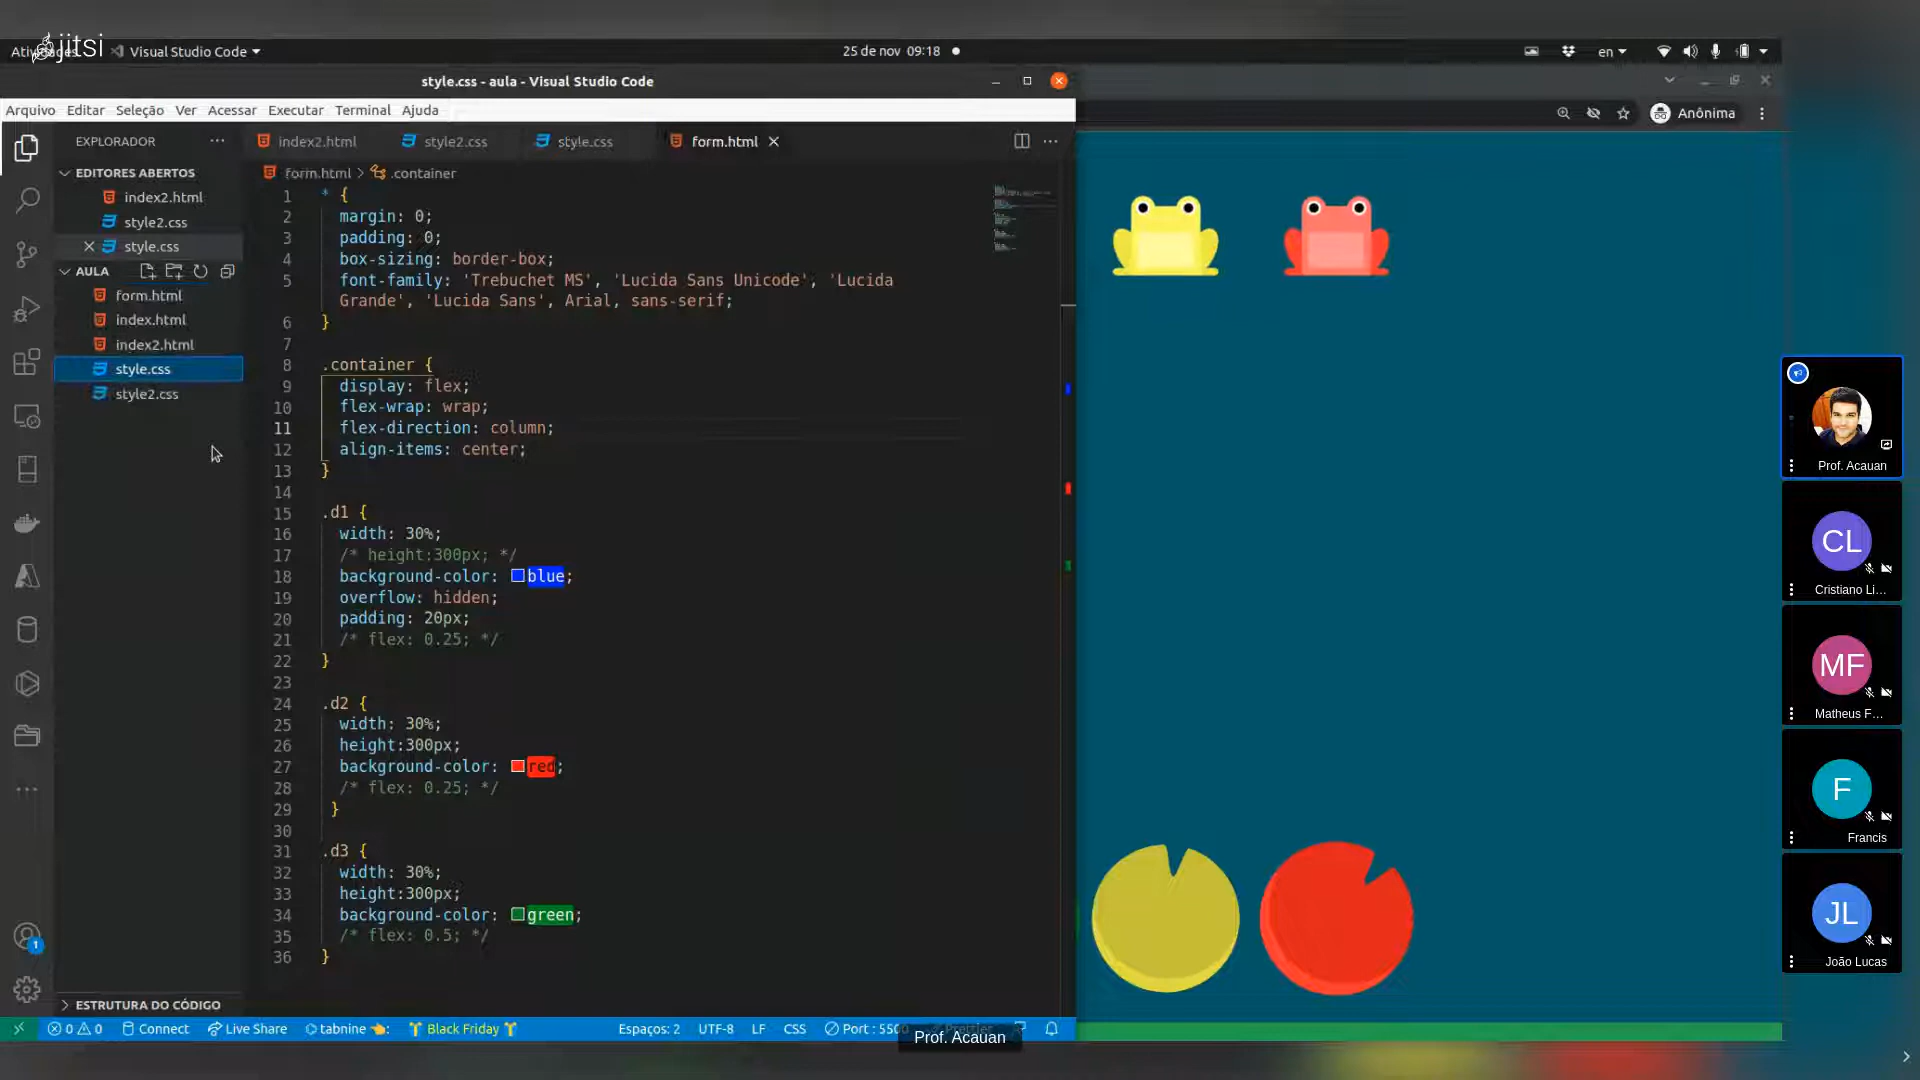 jitsi
Visual Studio Code
25 de nov 09:18
en
style.css - aula - Visual Studio Code
Arquivo Editar Seleção Ver Acessar Executar Terminal Ajuda
Anônima
EXPLORADOR
index2.html
style2.css
style.css
form.html
EDITORES ABERTOS
form.html > .container
index2.html
style2.css
style.css
AULA
form.html
index.html
index2.html
style.css
style2.css
1 * {
2 margin: 0;
3 padding: 0;
4 box-sizing: border-box;
5 font-family: 'Trebuchet MS', 'Lucida Sans Unicode', 'Lucida
Grande', 'Lucida Sans', Arial, sans-serif;
6 }
7
8 .container {
9 display: flex;
10 flex-wrap: wrap;
11 flex-direction: column;
12 align-items: center;
13 }
14
15 .d1 {
16 width: 30%;
17 /* height:300px; */
18 background-color: blue;
19 overflow: hidden;
20 padding: 20px;
21 /* flex: 0.25; */
22 }
23
24 .d2 {
25 width: 30%;
26 height:300px;
27 background-color: red;
28 /* flex: 0.25; */
29 }
30
31 .d3 {
32 width: 30%;
33 height:300px;
34 background-color: green;
35 /* flex: 0.5; */
36 }
Prof. Acauan
CL
Cristiano Li...
MF
Matheus F...
F
Francis
JL
João Lucas
1
ESTRUTURA DO CÓDIGO
0 0 Connect Live Share tabnine : Black Friday
Espaços: 2 UTF-8 LF CSS Port : 5500 Prettier
Prof. Acauan